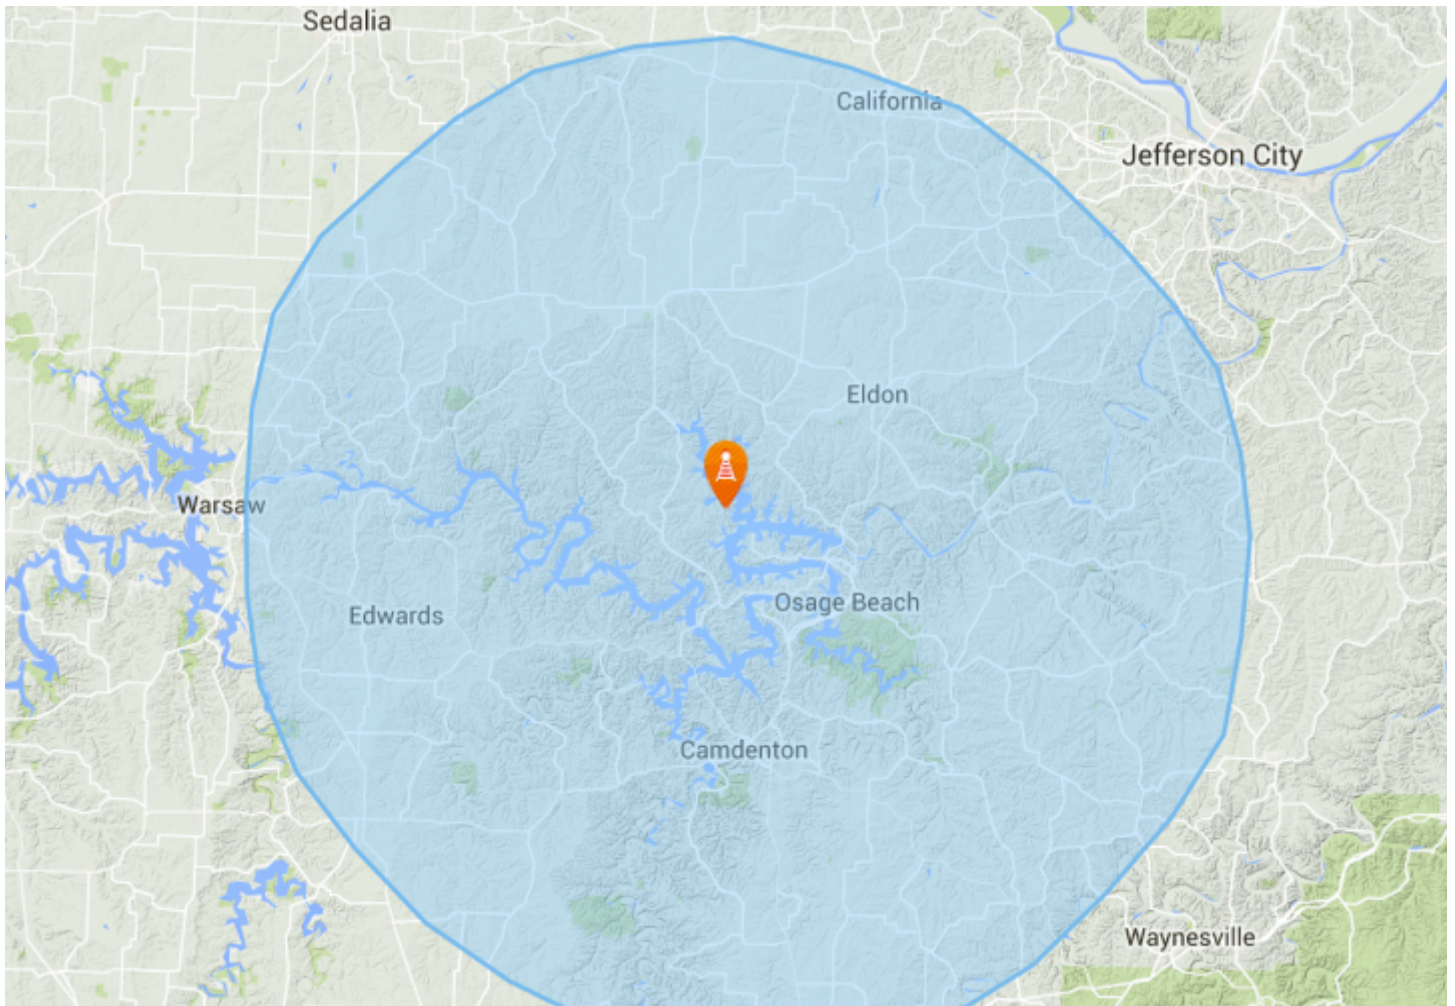 Sedalia
California
Jefferson City
Eldon
Warsaw
Osage Beach
Edwards
Camdenton
Waynesville